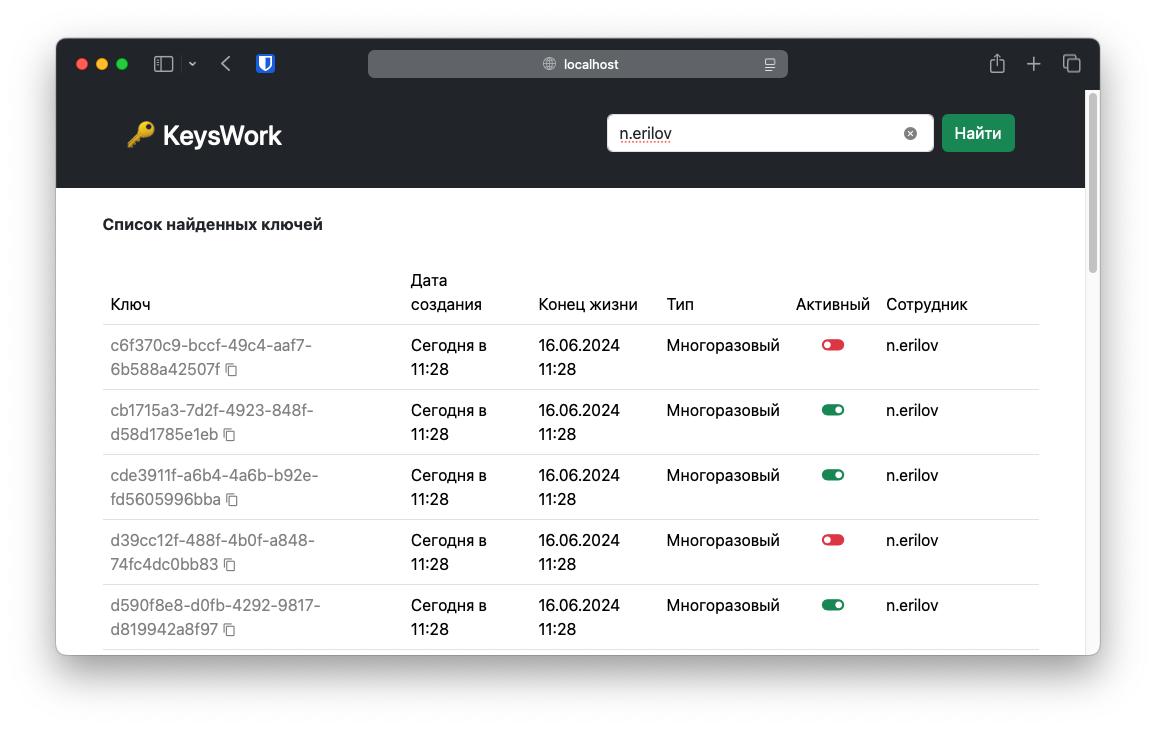 localhost
KeysWork
n.erilov
Найти
Список найденных ключей
Ключ
Дата
создания
Конец жизни
Тип
Активный
Сотрудник
c6f370c9-bccf-49c4-aaf7-
6b588a42507f
Сегодня в
11:28
16.06.2024
11:28
Многоразовый
n.erilov
cb1715a3-7d2f-4923-848f-
d58d1785e1eb
Сегодня в
11:28
16.06.2024
11:28
Многоразовый
n.erilov
cde3911f-a6b4-4a6b-b92e-
fd5605996bba
Сегодня в
11:28
16.06.2024
11:28
Многоразовый
n.erilov
d39cc12f-488f-4b0f-a848-
74fc4dc0bb83
Сегодня в
11:28
16.06.2024
11:28
Многоразовый
n.erilov
d590f8e8-d0fb-4292-9817-
d819942a8f97
Сегодня в
11:28
16.06.2024
11:28
Многоразовый
n.erilov